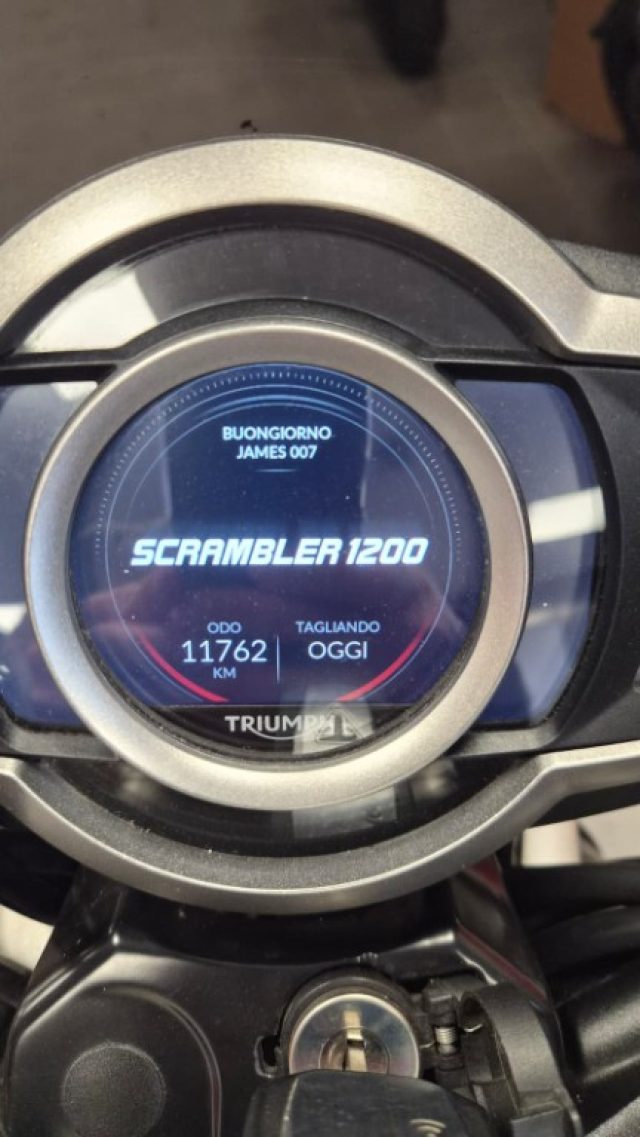 BUONGIORNO
JAMES 007
SCRAMBLER 1200
ODO
TAGLIANDO
11762
OGGI
KM
TRIUMPH